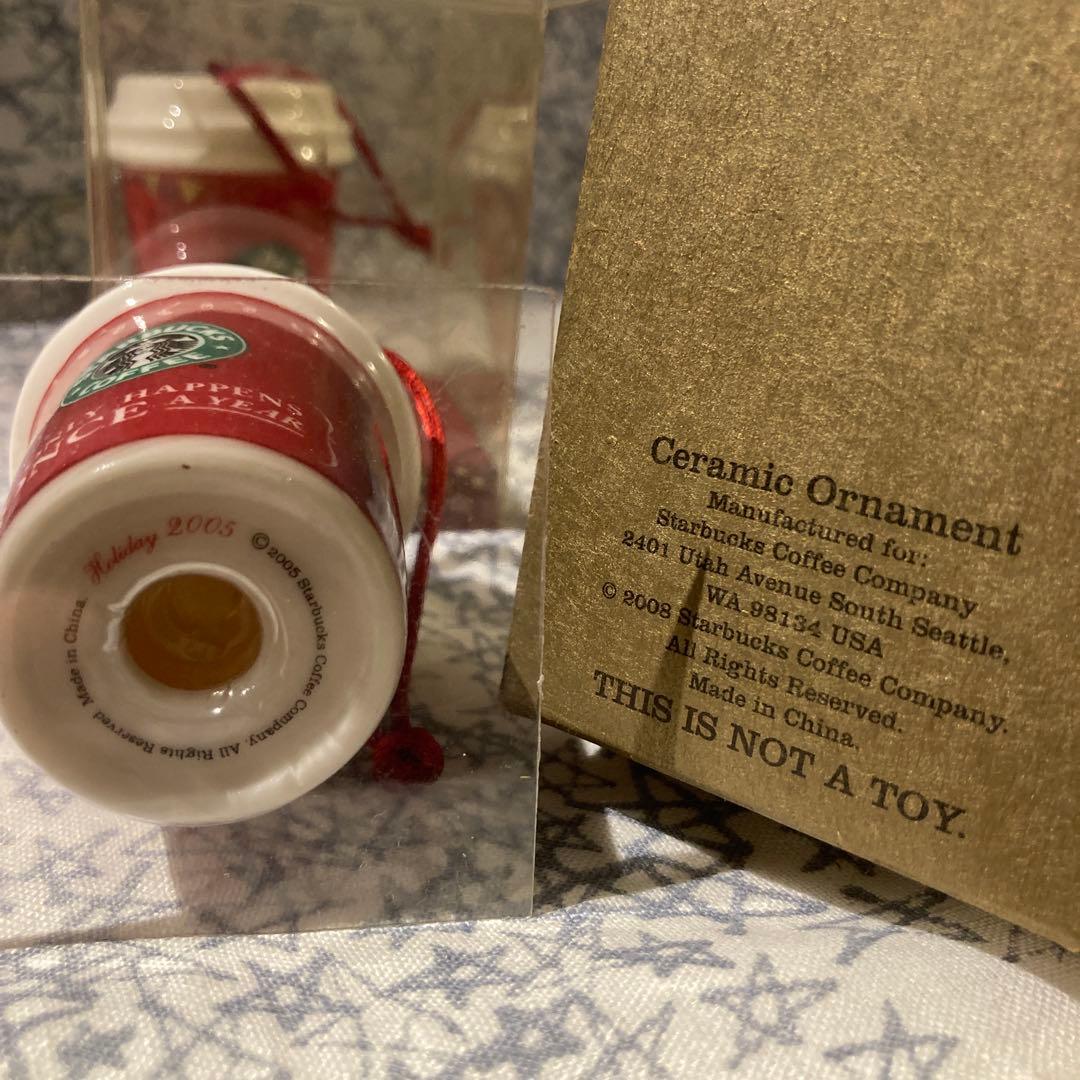 STARBUCKS
COFFEE
HAPPENS
A YEAR
Holiday 2005
© 2005 Starbucks Coffee Company. All Rights Reserved. Made in China.
Ceramic Ornament
Manufactured for:
Starbucks Coffee Company
2401 Utah Avenue South Seattle,
WA 98134 USA
© 2008 Starbucks Coffee Company.
All Rights Reserved.
Made in China.
THIS IS NOT A TOY.